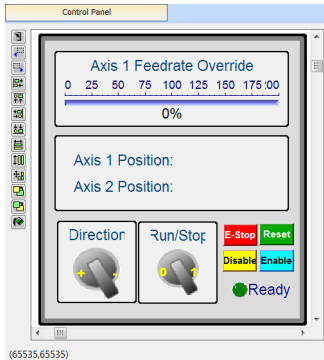 Control Panel
Axis 1 Feedrate Override
0 25 50 75 100 125 150 175:00
0%
Axis 1 Position:
Axis 2 Position:
Direction
+ -
Run/Stop
0 1
E-Stop Reset
Disable Enable
Ready
(65535,65535)